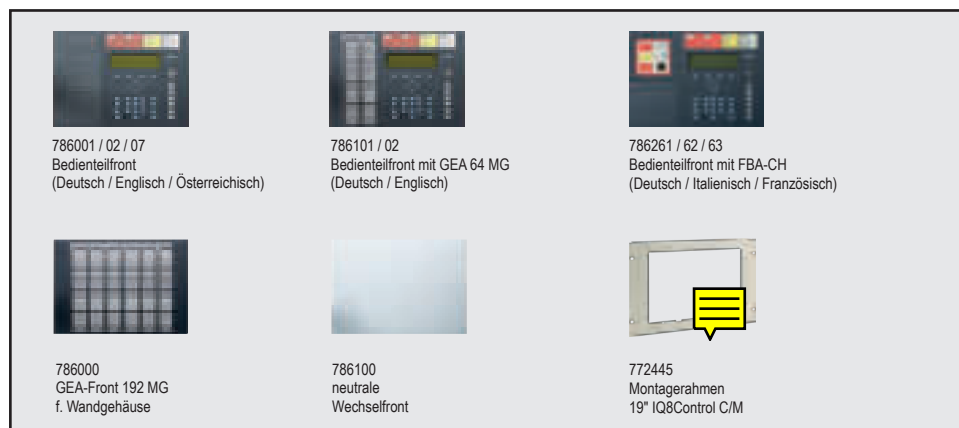 786001 / 02 / 07
Bedienteilfront
(Deutsch / Englisch / Österreichisch)
786101 / 02
Bedienteilfront mit GEA 64 MG
(Deutsch / Englisch)
786261 / 62 / 63
Bedienteilfront mit FBA-CH
(Deutsch / Italienisch / Französisch)
786000
GEA-Front 192 MG
f. Wandgehäuse
786100
neutrale
Wechselfront
772445
Montagerahmen
19" IQ8Control C/M